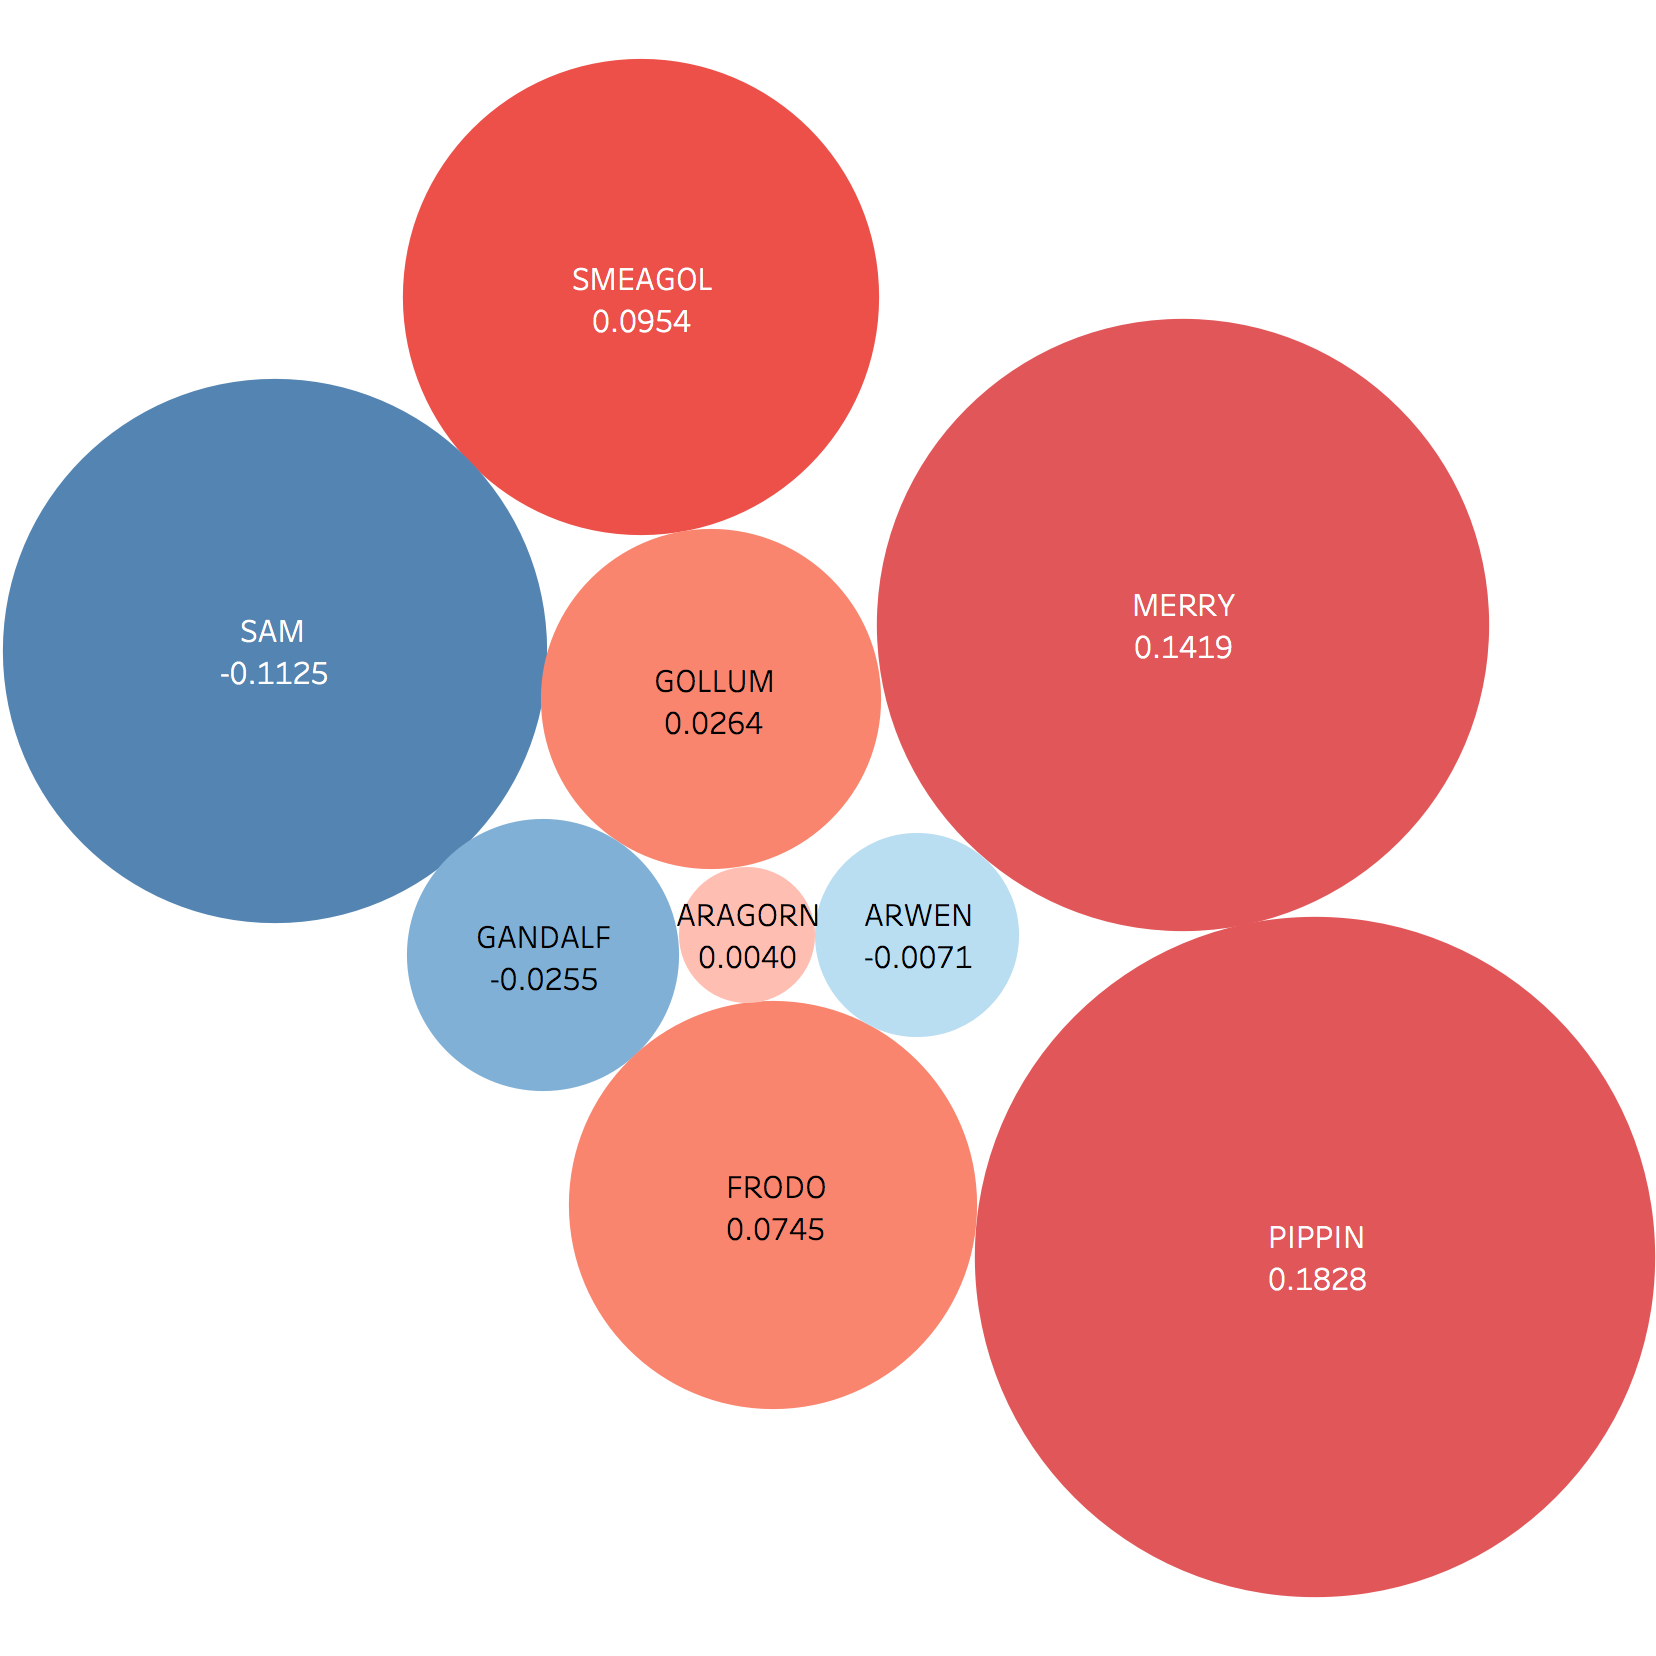 SMEAGOL
0.0954
MERRY
0.1419
SAM
-0.1125
GOLLUM
0.0264
ARAGORN
0.0040
ARWEN
-0.0071
GANDALF
-0.0255
FRODO
0.0745
PIPPIN
0.1828